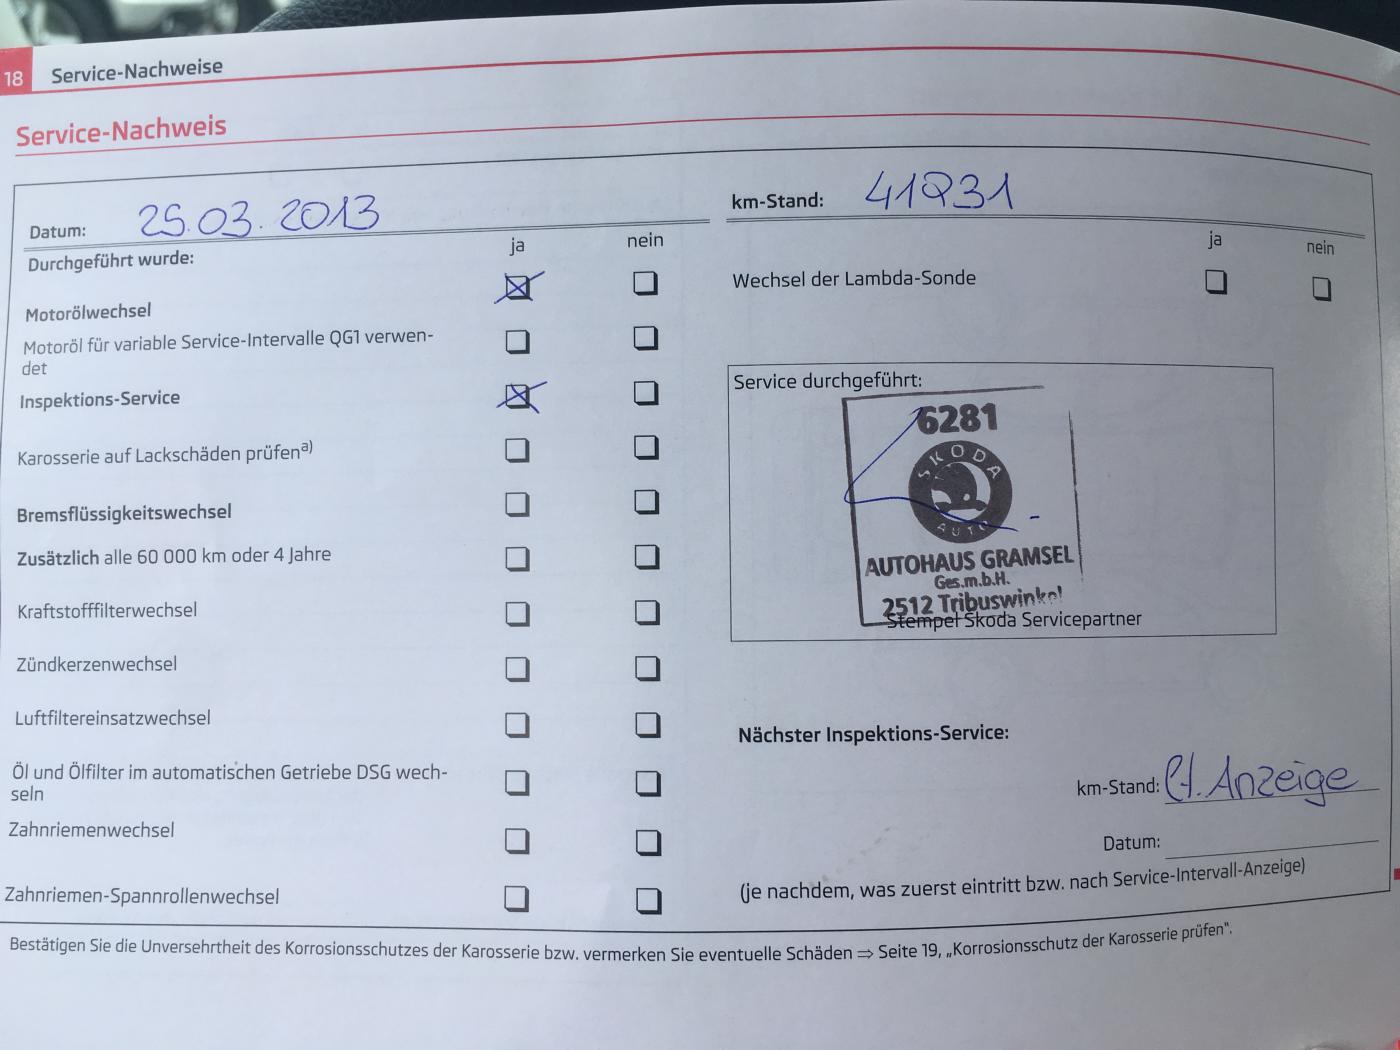 18 Service-Nachweise
Service-Nachweis
Datum: 25.03.2013
km-Stand: 41931
Durchgeführt wurde:
ja nein
Motorölwechsel
Motoröl für variable Service-Intervalle QG1 verwen-
det
Inspektions-Service
Karosserie auf Lackschäden prüfena)
Bremsflüssigkeitswechsel
Zusätzlich alle 60 000 km oder 4 Jahre
Kraftstofffilterwechsel
Zündkerzenwechsel
Luftfiltereinsatzwechsel
Öl und Ölfilter im automatischen Getriebe DSG wech-
seln
Zahnriemenwechsel
Zahnriemen-Spannrollenwechsel
ja nein
Wechsel der Lambda-Sonde
Service durchgeführt:
6281
SKODA
AUTO
AUTOHAUS GRAMSEL
Ges.m.b.H.
2512 Tribuswinkel
Stempel Skoda Servicepartner
Nächster Inspektions-Service:
km-Stand: lt. Anzeige
Datum:
(je nachdem, was zuerst eintritt bzw. nach Service-Intervall-Anzeige)
Bestätigen Sie die Unversehrtheit des Korrosionsschutzes der Karosserie bzw. vermerken Sie eventuelle Schäden ⇒ Seite 19, „Korrosionsschutz der Karosserie prüfen“.